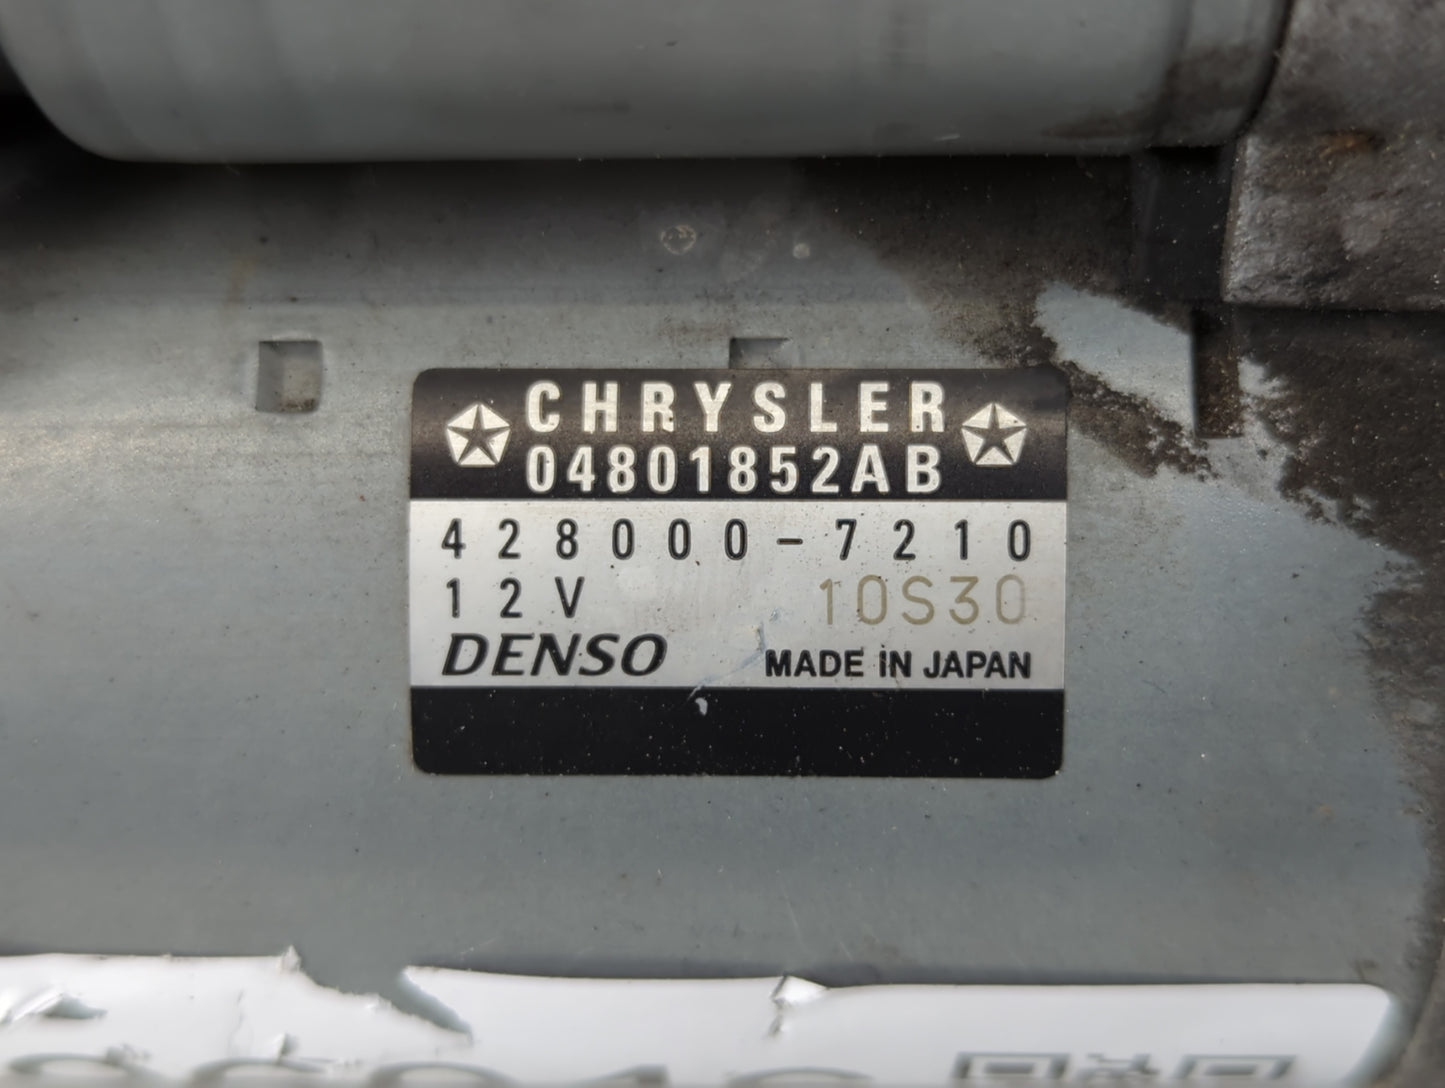 CHRYSLER
04801852AB
428000-7210
12V 10S30
DENSO MADE IN JAPAN